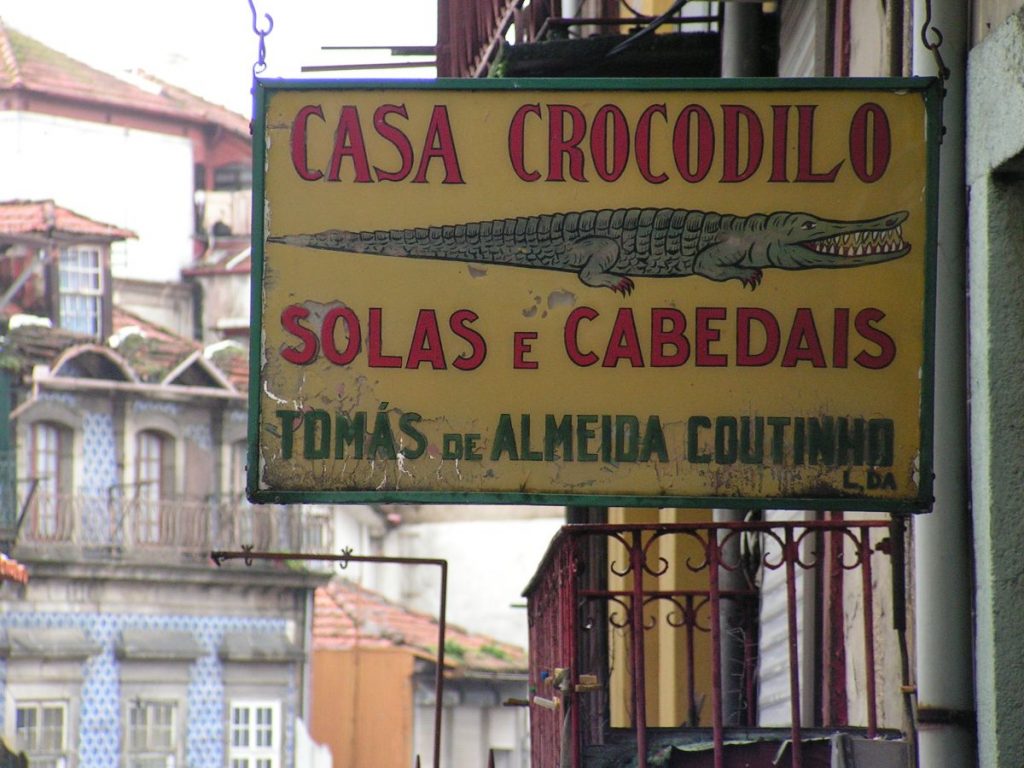 CASA CROCODILO
SOLAS E CABEDAIS
TOMÁS DE ALMEIDA COUTINHO
L.DA